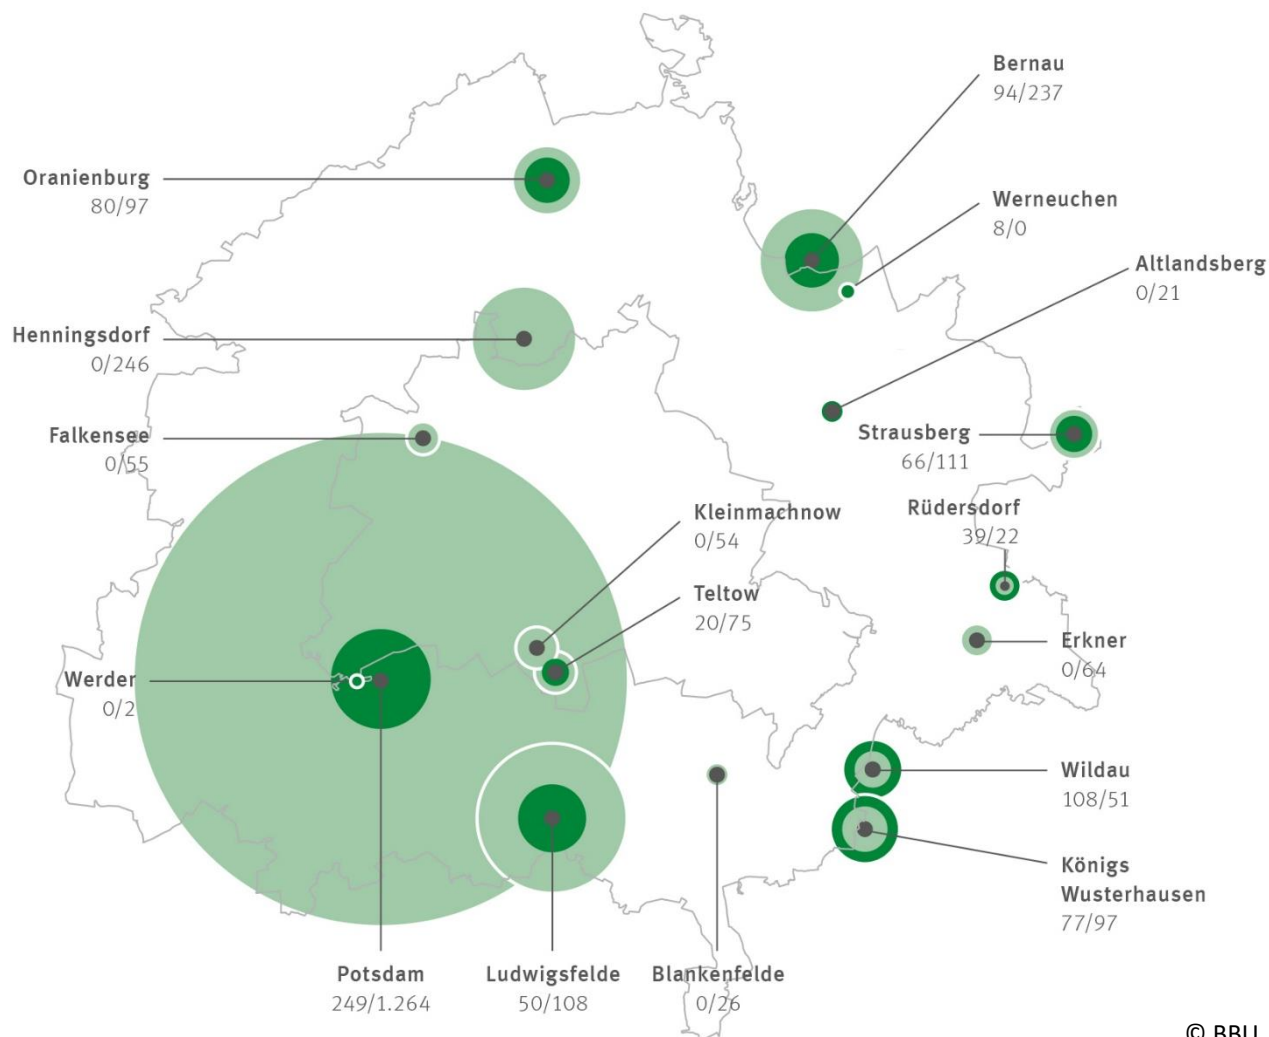 Bernau
94/237
Oranienburg
80/97
Werneuchen
8/0
Altlandsberg
0/21
Henningsdorf
0/246
Falkensee
0/55
Strausberg
66/111
Kleinmachnow
0/54
Rüdersdorf
39/22
Teltow
20/75
Erkner
0/64
Werder
0/2
Wildau
108/51
Königs
Wusterhausen
77/97
Potsdam
249/1.264
Ludwigsfelde
50/108
Blankenfelde
0/26
© BBU